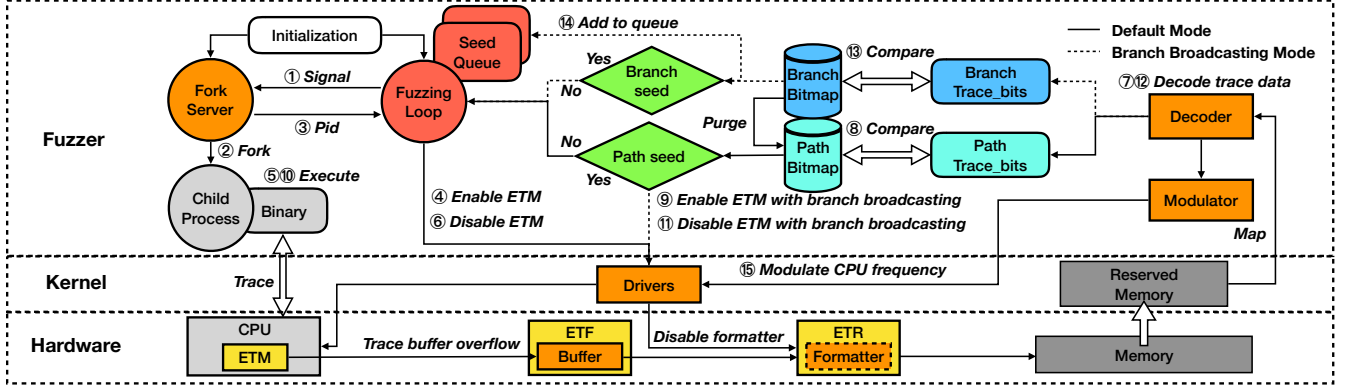 Initialization
Seed
Queue
⑭ Add to queue
Default Mode
Branch Broadcasting Mode
Fuzzer
Fork
Server
① Signal
③ Pid
Fuzzing
Loop
Yes
No
Branch
seed
Branch
Bitmap
⑬ Compare
Branch
Trace_bits
⑦⑫ Decode trace data
Decoder
② Fork
No
Yes
Path seed
Purge
Path
Bitmap
⑧ Compare
Path
Trace_bits
⑤⑩ Execute
Child
Process
Binary
④ Enable ETM
⑥ Disable ETM
⑨ Enable ETM with branch broadcasting
⑪ Disable ETM with branch broadcasting
Modulator
Map
Kernel
Trace
Drivers
⑮ Modulate CPU frequency
Reserved
Memory
Hardware
CPU
ETM
Trace buffer overflow
ETF
Buffer
Disable formatter
ETR
Formatter
Memory